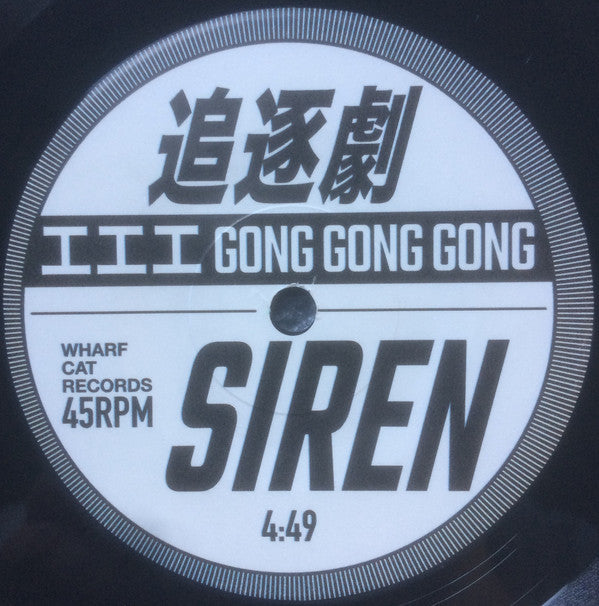 追逐劇
工工工 GONG GONG GONG
WHARF
CAT
RECORDS
45RPM
SIREN
4:49